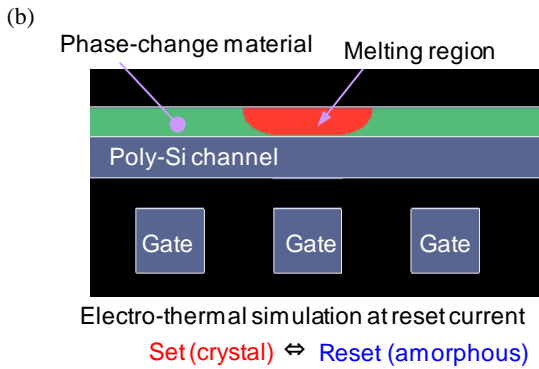 (b)
Phase-change material
Melting region
Poly-Si channel
Gate Gate Gate
Electro-thermal simulation at reset current
Set (crystal) ⇔ Reset (amorphous)